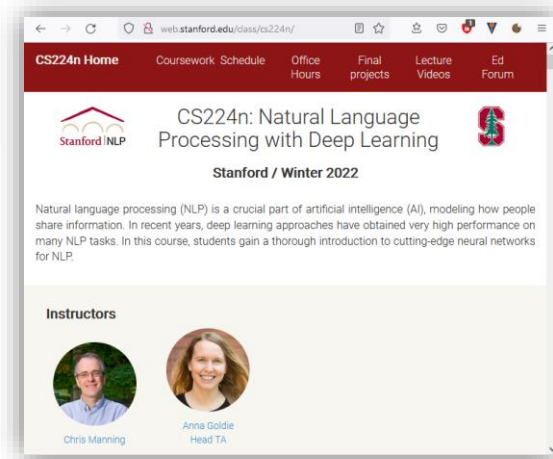 web.stanford.edu/class/cs224n/
CS224n Home
Coursework
Schedule
Office
Hours
Final
projects
Lecture
Videos
Ed
Forum
Stanford NLP
CS224n: Natural Language
Processing with Deep Learning
Stanford / Winter 2022
Natural language processing (NLP) is a crucial part of artificial intelligence (AI), modeling how people
share information. In recent years, deep learning approaches have obtained very high performance on
many NLP tasks. In this course, students gain a thorough introduction to cutting-edge neural networks
for NLP.
Instructors
Chris Manning
Anna Goldie
Head TA